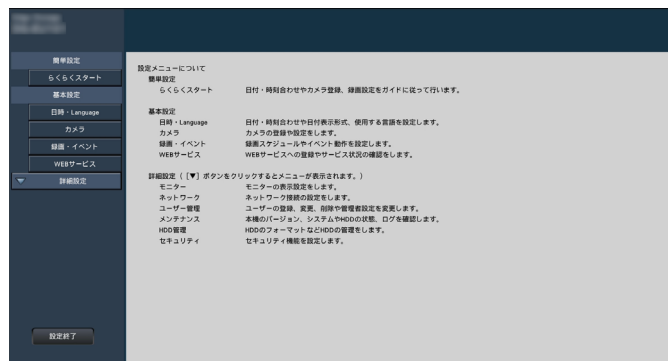 簡単設定
らくらくスタート
基本設定
日時・Language
カメラ
録画・イベント
WEBサービス
詳細設定
設定終了
設定メニューについて
簡単設定
らくらくスタート 日付・時刻合わせやカメラ登録、録画設定をガイドに従って行います。
基本設定
日時・Language 日付・時刻合わせや日付表示形式、使用する言語を設定します。
カメラ カメラの登録や設定をします。
録画・イベント 録画スケジュールやイベント動作を設定します。
WEBサービス WEBサービスへの登録やサービス状況の確認をします。
詳細設定（[▼] ボタンをクリックするとメニューが表示されます。）
モニター モニターの表示設定をします。
ネットワーク ネットワーク接続の設定をします。
ユーザー管理 ユーザーの登録、変更、削除や管理者設定を変更します。
メンテナンス 本機のバージョン、システムやHDDの状態、ログを確認します。
HDD管理 HDDのフォーマットなどHDDの管理をします。
セキュリティ セキュリティ機能を設定します。